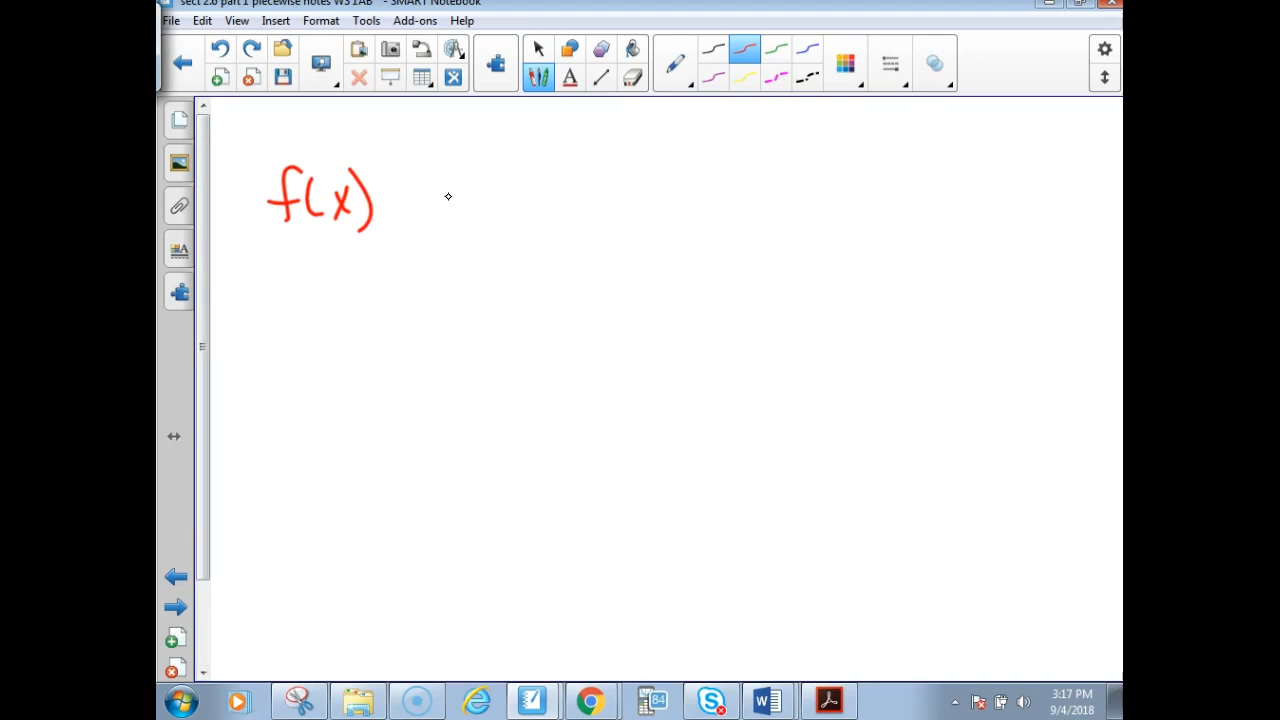 sect 2.6 part 1 piecewise notes WS 1AB - SMART Notebook
File Edit View Insert Format Tools Add-ons Help
f(x)
84
3:17 PM
9/4/2018